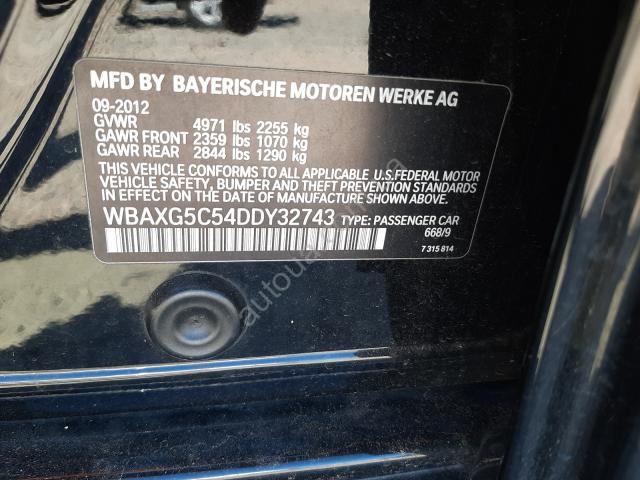 MFD BY BAYERISCHE MOTOREN WERKE AG
09-2012
GVWR 4971 lbs 2255 kg
GAWR FRONT 2359 lbs 1070 kg
GAWR REAR 2844 lbs 1290 kg
THIS VEHICLE CONFORMS TO ALL APPLICABLE U.S. FEDERAL MOTOR
VEHICLE SAFETY, BUMPER AND THEFT PREVENTION STANDARDS
IN EFFECT ON THE DATE OF MANUFACTURE SHOWN ABOVE.
WBAXG5C54DDY32743 TYPE: PASSENGER CAR
668/9
7 315 814